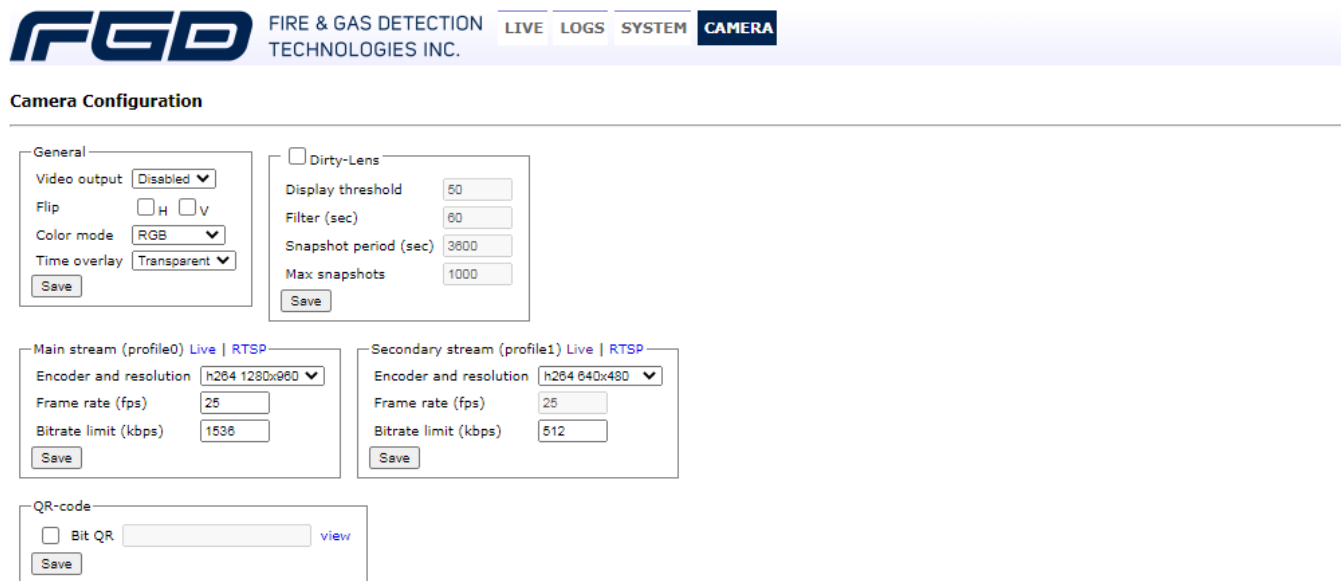 FGD FIRE & GAS DETECTION TECHNOLOGIES INC.
LIVE LOGS SYSTEM CAMERA
Camera Configuration
General
Video output Disabled
Flip H V
Color mode RGB
Time overlay Transparent
Save
Dirty-Lens
Display threshold 50
Filter (sec) 60
Snapshot period (sec) 3600
Max snapshots 1000
Save
Main stream (profile0) Live | RTSP
Encoder and resolution h264 1280x960
Frame rate (fps) 25
Bitrate limit (kbps) 1536
Save
Secondary stream (profile1) Live | RTSP
Encoder and resolution h264 640x480
Frame rate (fps) 25
Bitrate limit (kbps) 512
Save
QR-code
Bit QR view
Save